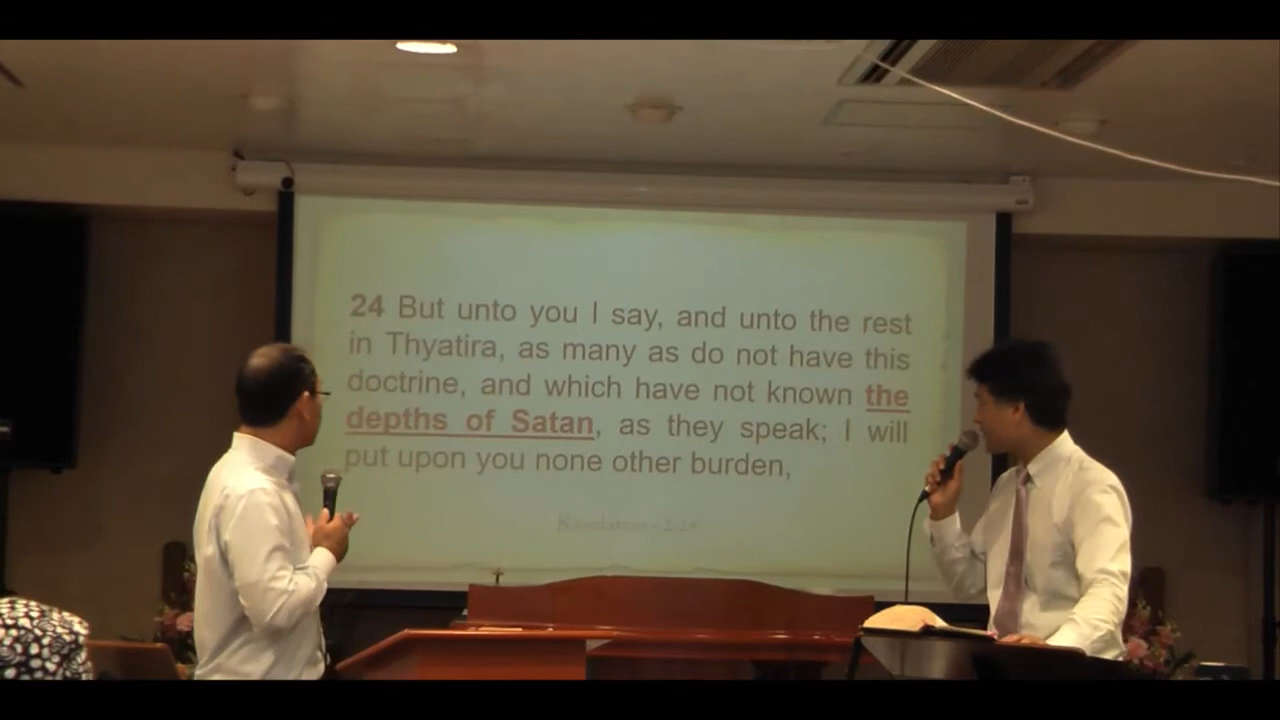 24 But unto you I say, and unto the rest
in Thyatira, as many as do not have this
doctrine, and which have not known the
depths of Satan, as they speak; I will
put upon you none other burden,